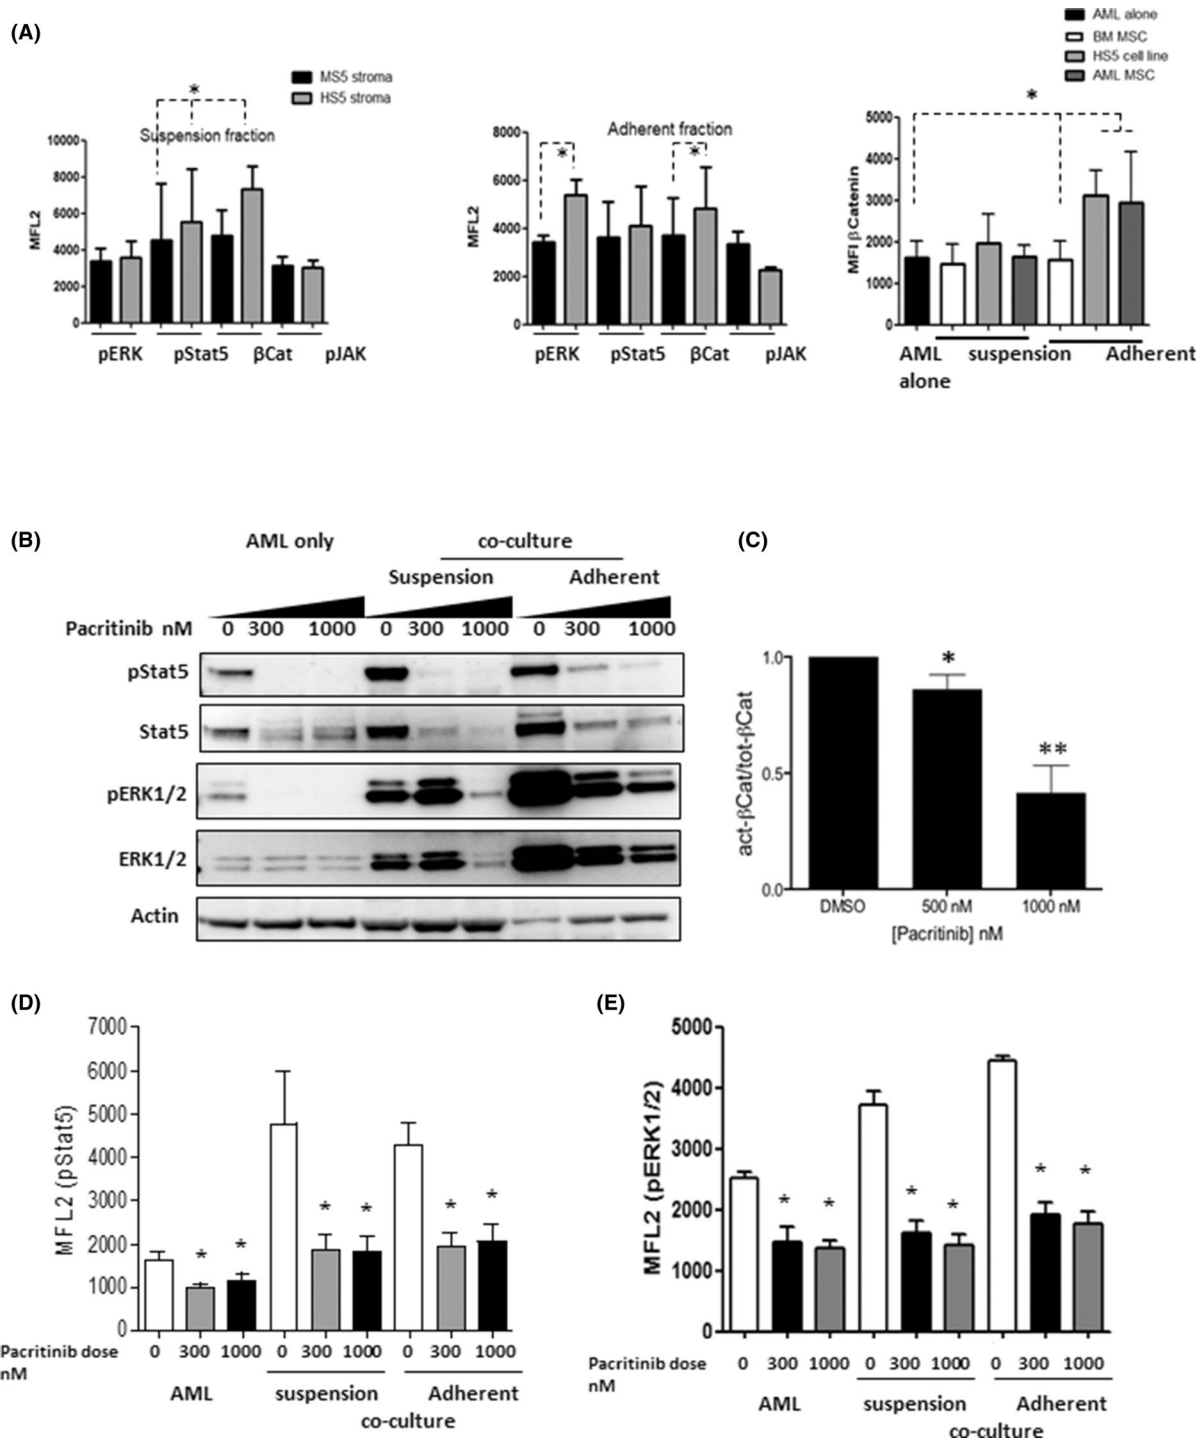 (A)
MS5 stroma
HS5 stroma
*
Suspension fraction
10000
8000
6000
4000
2000
0
MFL2
pERK pStat5 βCat pJAK
Adherent fraction
* *
8000
6000
4000
2000
0
MFL2
pERK pStat5 βCat pJAK
AML alone
BM MSC
HS5 cell line
AML MSC
*
5000
4000
3000
2000
1000
0
MFI βCatenin
AML suspension Adherent
alone
(B)
AML only co-culture
Suspension Adherent
Pacritinib nM 0 300 1000 0 300 1000 0 300 1000
pStat5
Stat5
pERK1/2
ERK1/2
Actin
(C)
1.0
0.5
0.0
act-βCat/tot-βCat
*
**
DMSO 500 nM 1000 nM
[Pacritinib] nM
(D)
7000
6000
5000
4000
3000
2000
1000
0
MFL2 (pStat5)
* * * * * *
Pacritinib dose 0 300 1000 0 300 1000 0 300 1000
nM
AML suspension Adherent
co-culture
(E)
5000
4000
3000
2000
1000
0
MFL2 (pERK1/2)
* * * * * *
Pacritinib dose 0 300 1000 0 300 1000 0 300 1000
nM
AML suspension Adherent
co-culture